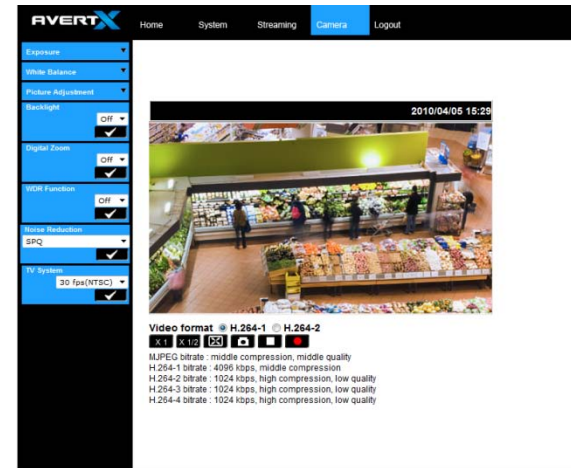 AVERTX
Home System Streaming Camera Logout
Exposure
White Balance
Picture Adjustment
Backlight
Off
Digital Zoom
Off
WDR Function
Off
Noise Reduction
SPQ
TV System
30 fps(NTSC)
2010/04/05 15:29
Video format H.264-1 H.264-2
X 1 X 1/2
MJPEG bitrate : middle compression, middle quality
H.264-1 bitrate : 4096 kbps, middle compression
H.264-2 bitrate : 1024 kbps, high compression, low quality
H.264-3 bitrate : 1024 kbps, high compression, low quality
H.264-4 bitrate : 1024 kbps, high compression, low quality